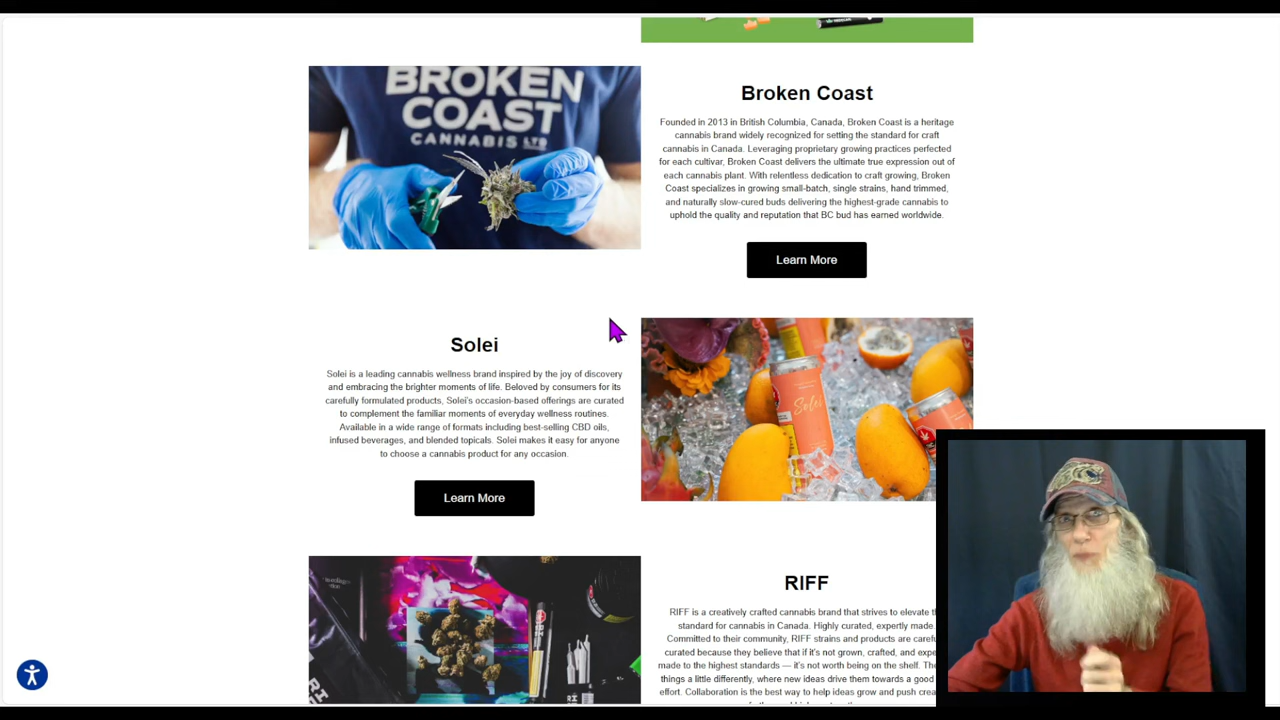 BROKEN
COAST
CANNABIS LTD
Broken Coast
Founded in 2013 in British Columbia, Canada, Broken Coast is a heritage
cannabis brand widely recognized for setting the standard for craft
cannabis in Canada. Leveraging proprietary growing practices perfected
for each cultivar, Broken Coast delivers the ultimate true expression out of
each cannabis plant. With relentless dedication to craft growing, Broken
Coast specializes in growing small-batch, single strains, hand trimmed,
and naturally slow-cured buds delivering the highest-grade cannabis to
uphold the quality and reputation that BC bud has earned worldwide.
Learn More
Solei
Solei is a leading cannabis wellness brand inspired by the joy of discovery
and embracing the brighter moments of life. Beloved by consumers for its
carefully formulated products, Solei's occasion-based offerings are curated
to complement the familiar moments of everyday wellness routines.
Available in a wide range of formats including best-selling CBD oils,
infused beverages, and blended topicals. Solei makes it easy for anyone
to choose a cannabis product for any occasion.
Learn More
Solei
RIFF
RIFF is a creatively crafted cannabis brand that strives to elevate
standard for cannabis in Canada. Highly curated, expertly made.
Committed to their community, RIFF strains and products are
curated because they believe that if it's not grown, crafted, and
made to the highest standards — it's not worth being on the shelf.
things a little differently, where new ideas drive them towards a good
effort. Collaboration is the best way to help ideas grow and push